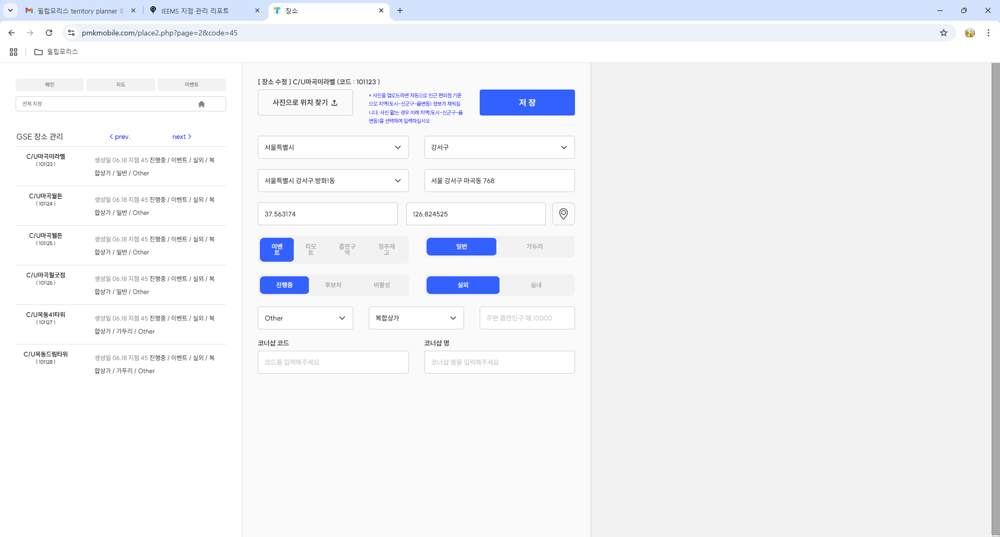 필립모리스 territory planner 화
IEEMS 지점 관리 리포트
장소
pmkmobile.com/place2.php?page=2&code=45
필립모리스
메인
지도
이벤트
전체 지점
GSE 장소 관리
< prev.
next >
C/U마곡미라벨
( 101123 )
생성일 06.18 지점 45 진행중 / 이벤트 / 실외 / 복
합상가 / 일반 / Other
C/U마곡월튼
( 101124 )
생성일 06.18 지점 45 진행중 / 이벤트 / 실외 / 복
합상가 / 일반 / Other
C/U마곡웰튼
( 101125 )
생성일 06.18 지점 45 진행중 / 이벤트 / 실외 / 복
합상가 / 일반 / Other
C/U마곡필굿점
( 101126 )
생성일 06.18 지점 45 진행중 / 이벤트 / 실외 / 복
합상가 / 일반 / Other
C/U목동41타워
( 101127 )
생성일 06.18 지점 45 진행중 / 이벤트 / 실외 / 복
합상가 / 가두리 / Other
C/U목동드림타워
( 101128 )
생성일 06.18 지점 45 진행중 / 이벤트 / 실외 / 복
합상가 / 가두리 / Other
[ 장소 수정 ] C/U마곡미라벨 (코드 : 101123 )
사진으로 위치 찾기
* 사진을 업로드하면 자동으로 인근 편의점 기준
으로 지역(도시-신군구-읍면동) 정보가 채워집
니다. 사진 없는 경우 이래 지역(도시-신군구-읍
면동)을 선택하여 입력하십시오
저 장
서울특별시
강서구
서울특별시 강서구 방화1동
서울 강서구 마곡동 768
37.563174
126.824525
이벤
트
리모
트
흡연구
역
점주재
고
일반
가두리
진행중
후보처
비활성
실외
실내
Other
복합상가
주변 흡연인구 예.10000
코너샵 코드
코너샵 명
코드를 입력해주세요
코너샵 명을 입력해주세요